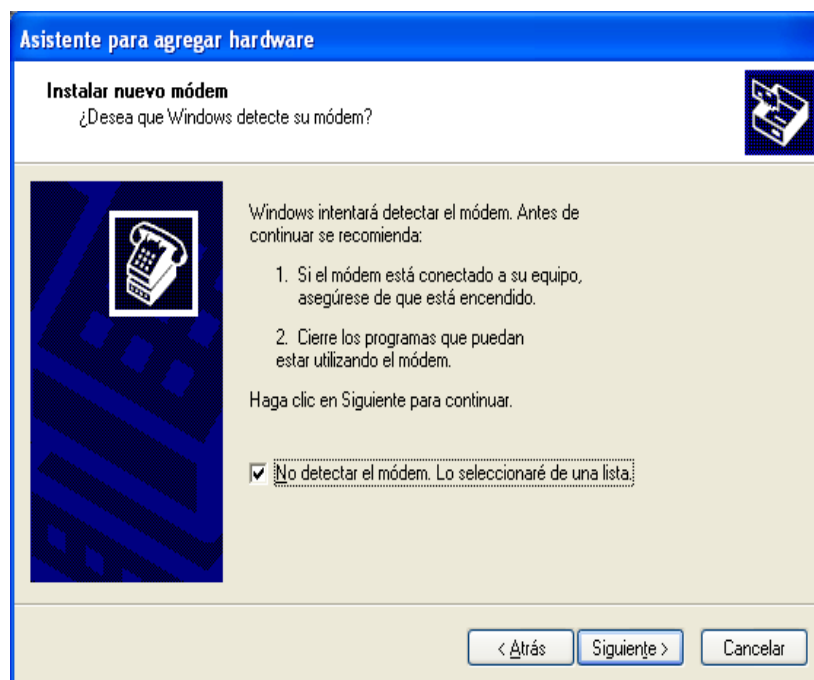 Asistente para agregar hardware
Instalar nuevo módem
¿Desea que Windows detecte su módem?
Windows intentará detectar el módem. Antes de
continuar se recomienda:
1. Si el módem está conectado a su equipo,
asegúrese de que está encendido.
2. Cierre los programas que puedan
estar utilizando el módem.
Haga clic en Siguiente para continuar.
No detectar el módem. Lo seleccionaré de una lista.
< Atrás
Siguiente >
Cancelar